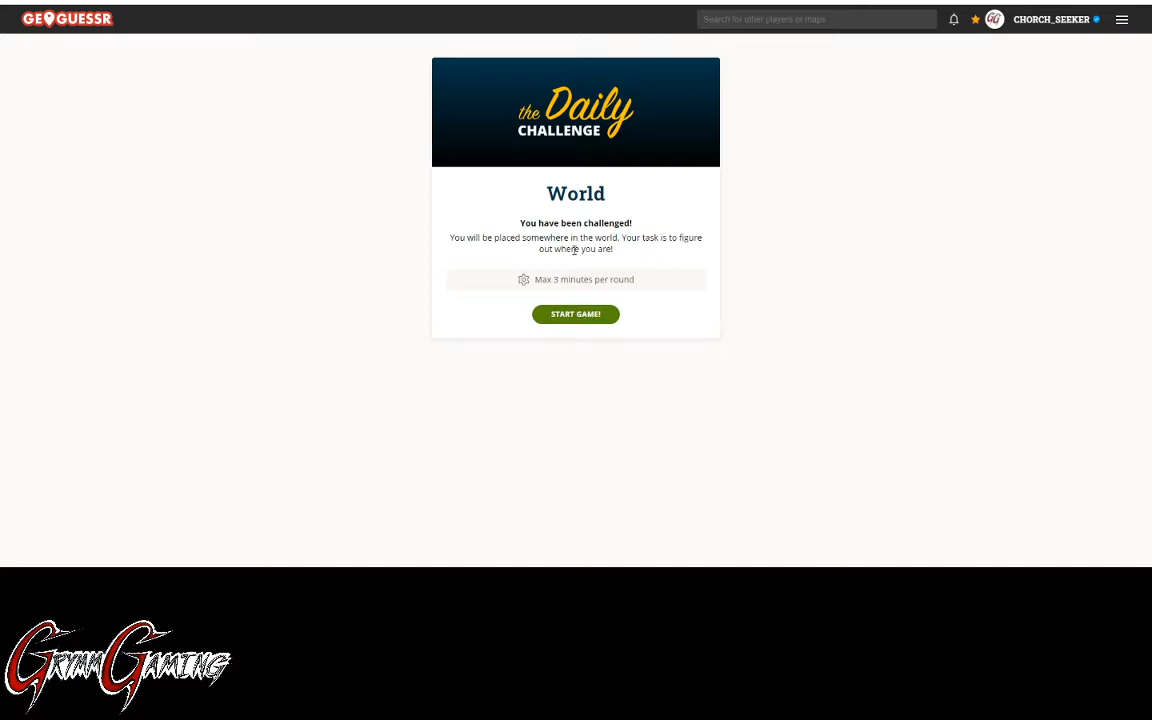 GEOGUESSR
Search for other players or maps
GG
CHORCH_SEEKER
the Daily
CHALLENGE
World
You have been challenged!
You will be placed somewhere in the world. Your task is to figure
out where you are!
Max 3 minutes per round
START GAME!
GRYMMGAMING